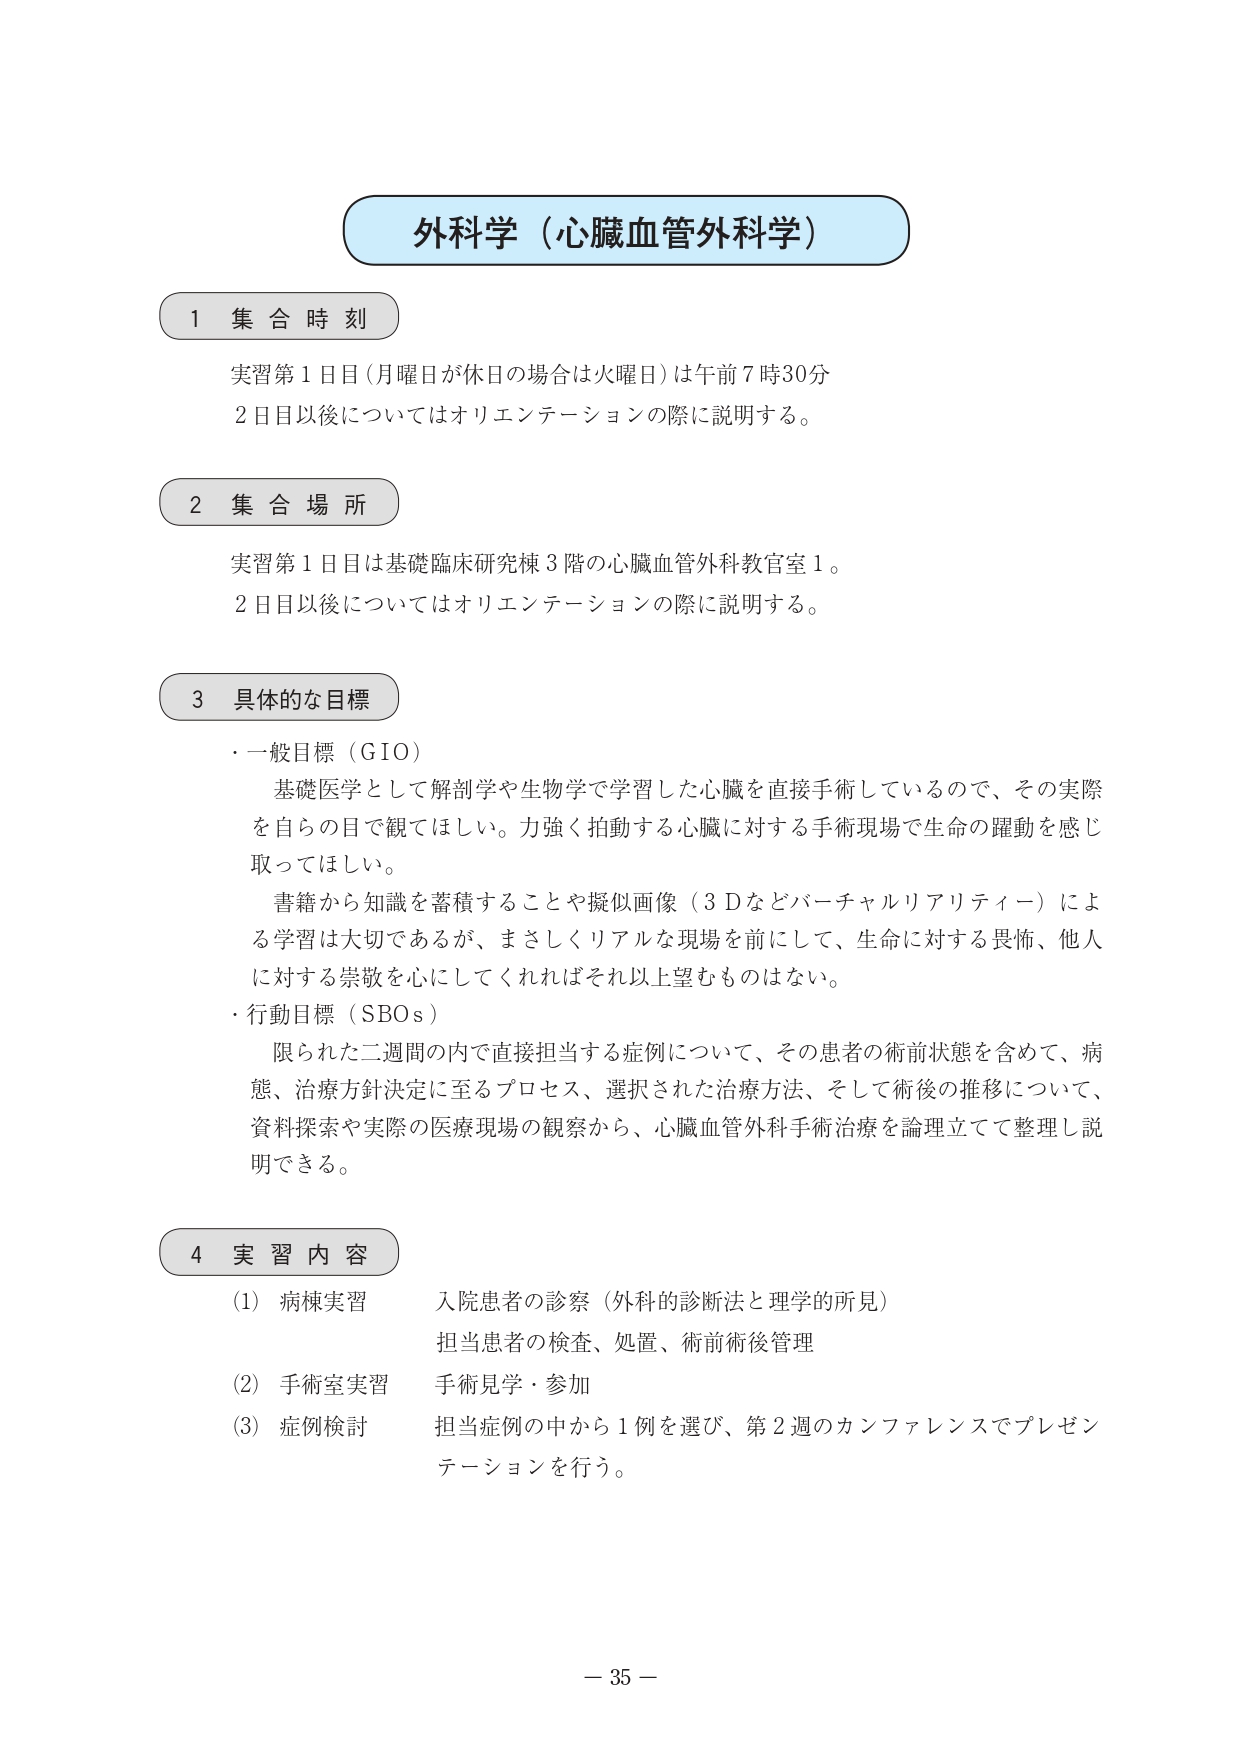 外科学（心臓血管外科学）
1　集合時刻
実習第１日目（月曜日が休日の場合は火曜日）は午前７時30分
２日目以後についてはオリエンテーションの際に説明する。
2　集合場所
実習第１日目は基礎臨床研究棟３階の心臓血管外科教官室１。
２日目以後についてはオリエンテーションの際に説明する。
3　具体的な目標
・一般目標（ＧＩＯ）
基礎医学として解剖学や生物学で学習した心臓を直接手術しているので、その実際
を自らの目で観てほしい。力強く拍動する心臓に対する手術現場で生命の躍動を感じ
取ってほしい。
書籍から知識を蓄積することや擬似画像（３Ｄなどバーチャルリアリティー）によ
る学習は大切であるが、まさしくリアルな現場を前にして、生命に対する畏怖、他人
に対する崇敬を心にしてくれればそれ以上望むものはない。
・行動目標（ＳＢＯｓ）
限られた二週間の内で直接担当する症例について、その患者の術前状態を含めて、病
態、治療方針決定に至るプロセス、選択された治療方法、そして術後の推移について、
資料探索や実際の医療現場の観察から、心臓血管外科手術治療を論理立てて整理し説
明できる。
4　実習内容
(1)　病棟実習　　　入院患者の診察（外科的診断法と理学的所見）
担当患者の検査、処置、術前術後管理
(2)　手術室実習　　手術見学・参加
(3)　症例検討　　　担当症例の中から１例を選び、第２週のカンファレンスでプレゼン
テーションを行う。
― 35 ―